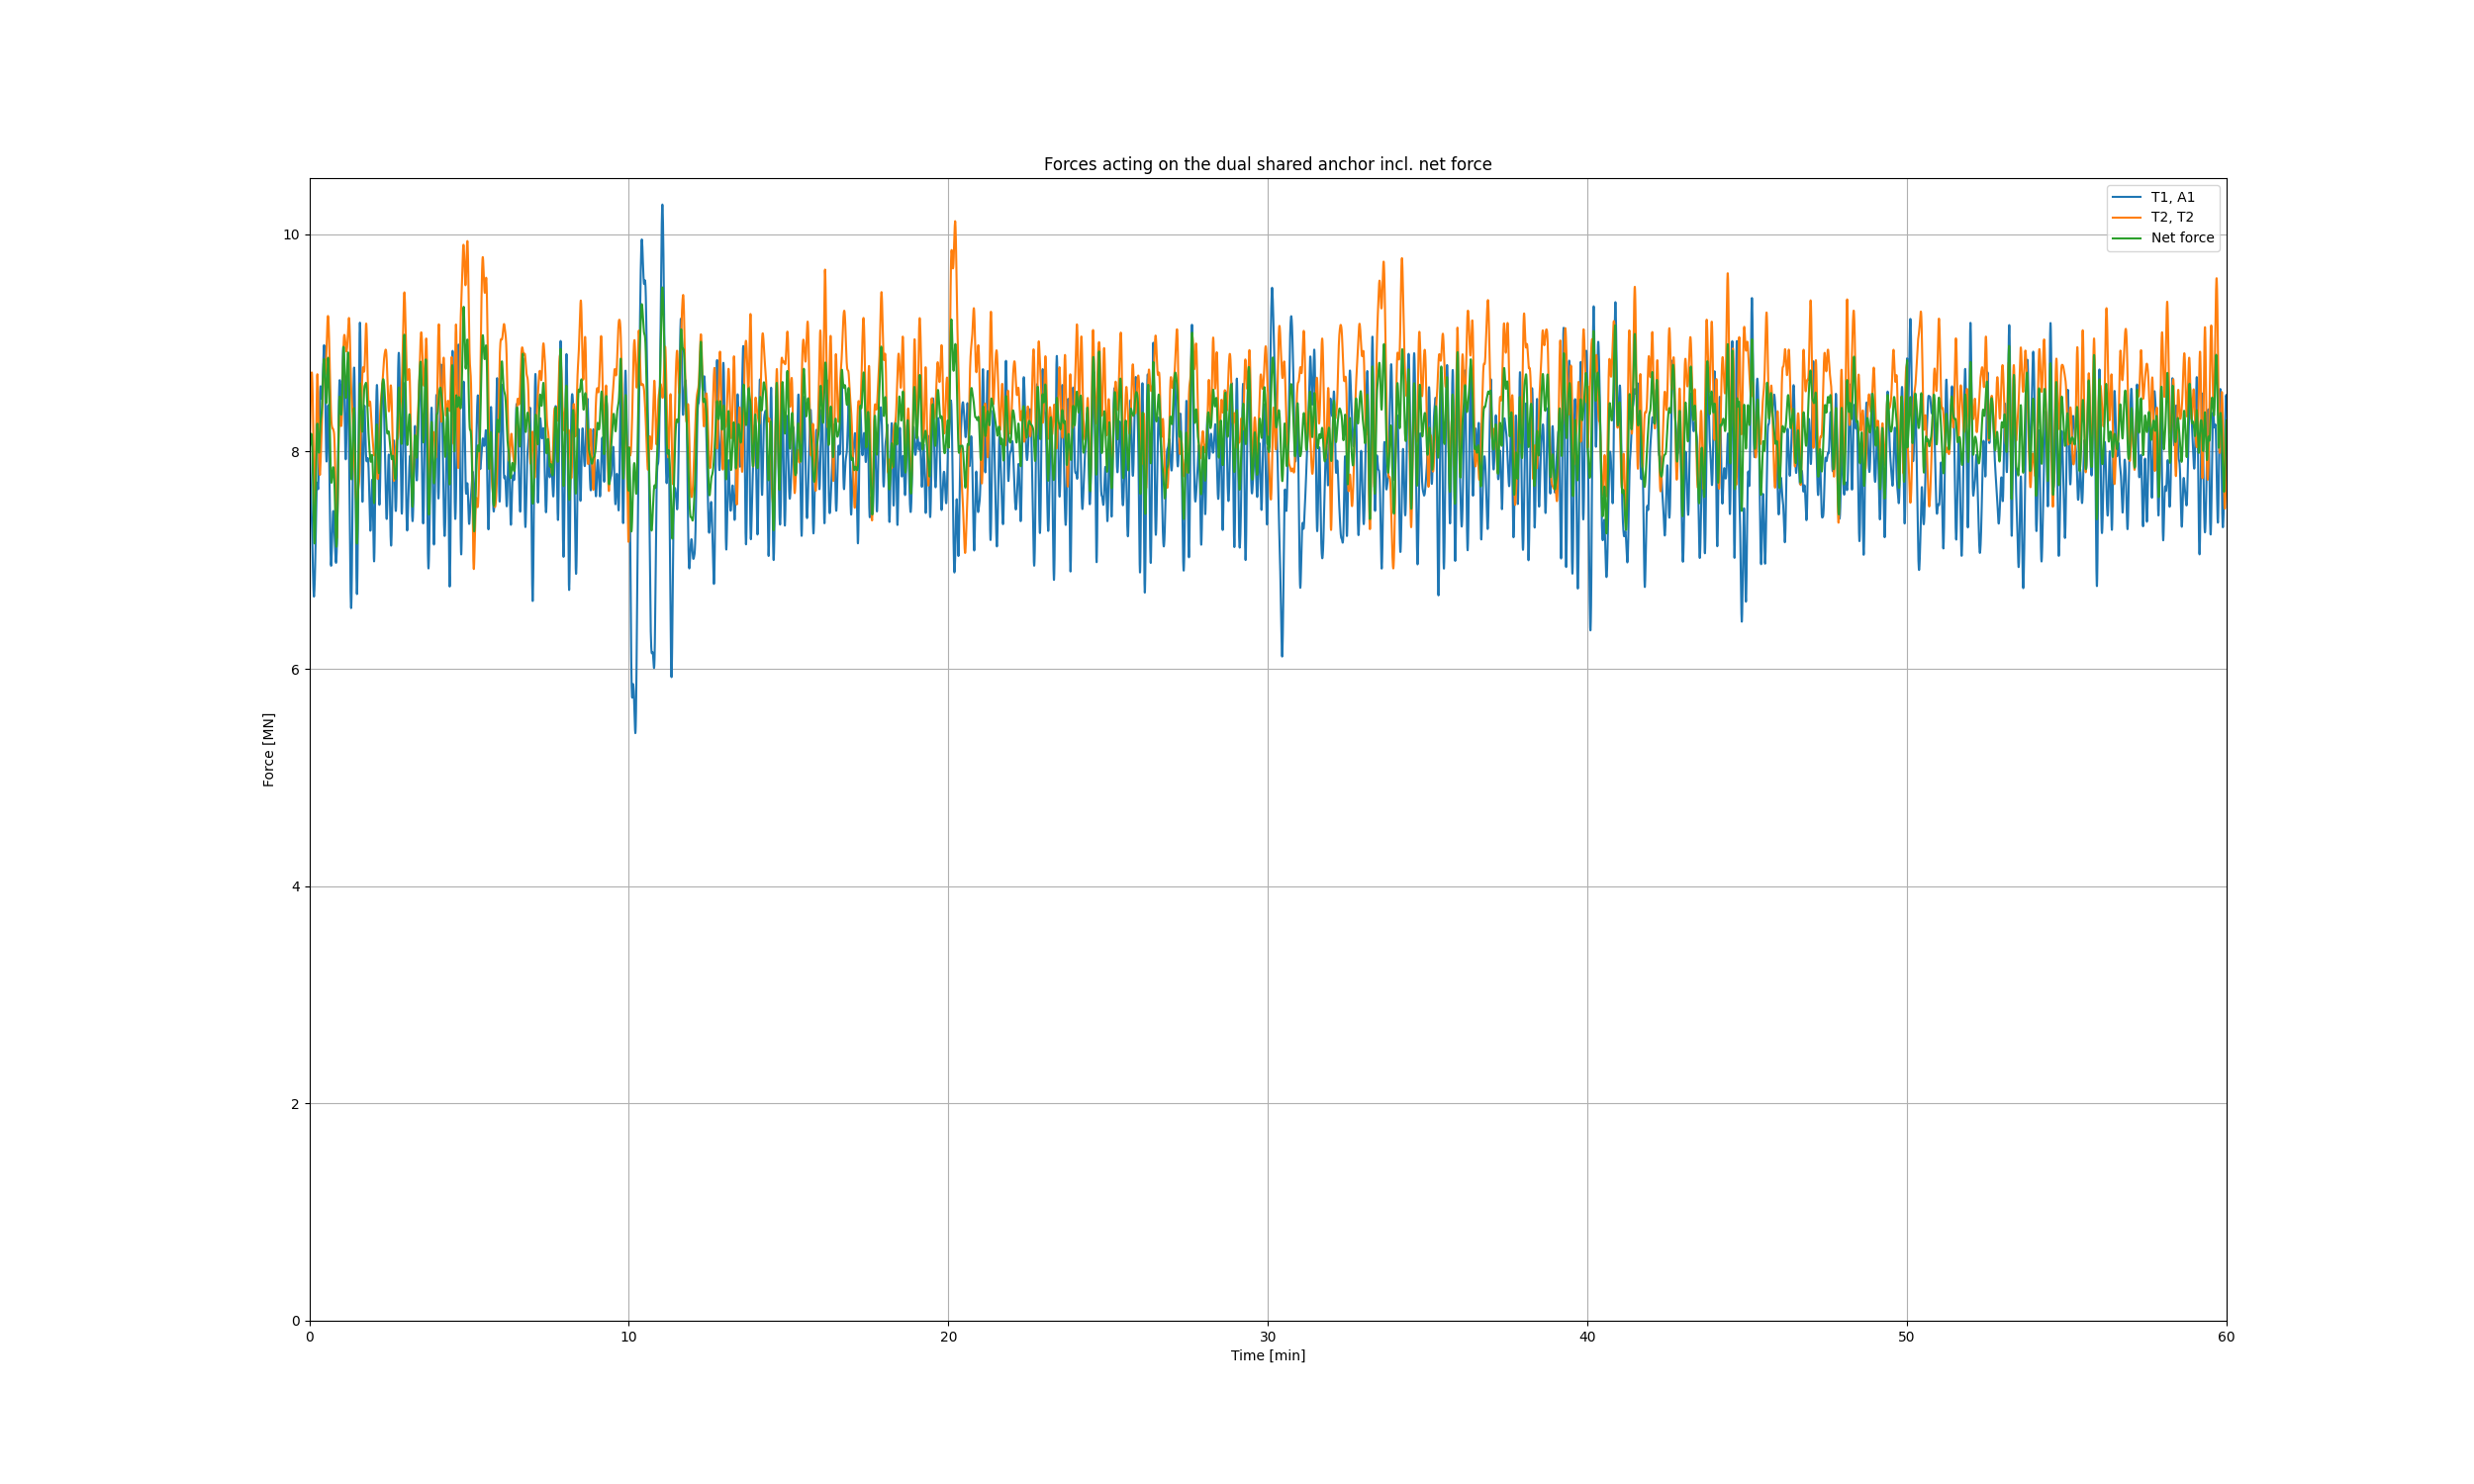 Forces acting on the dual shared anchor incl. net force
T1, A1
T2, T2
Net force
10
8
6
4
2
0
Force [MN]
0 10 20 30 40 50 60
Time [min]